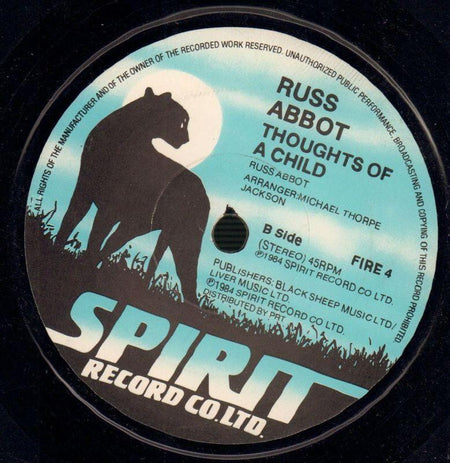 ALL RIGHTS OF THE MANUFACTURER AND OF THE OWNER OF THE RECORDED WORK RESERVED. UNAUTHORIZED PUBLIC PERFORMANCE, BROADCASTING AND COPYING OF THIS RECORD PROHIBITED.
RUSS
ABBOT
THOUGHTS OF
A CHILD
RUSS ABBOT
ARRANGER:MICHAEL THORPE
JACKSON
B side
FIRE 4
(STEREO) 45RPM
℗1984 SPIRIT RECORD CO LTD.
PUBLISHERS: BLACK SHEEP MUSIC LTD/
LIVER MUSIC LTD.
℗1984 SPIRIT RECORD CO LTD.
DISTRIBUTED BY PRT
SPIRIT
RECORD CO.LTD.